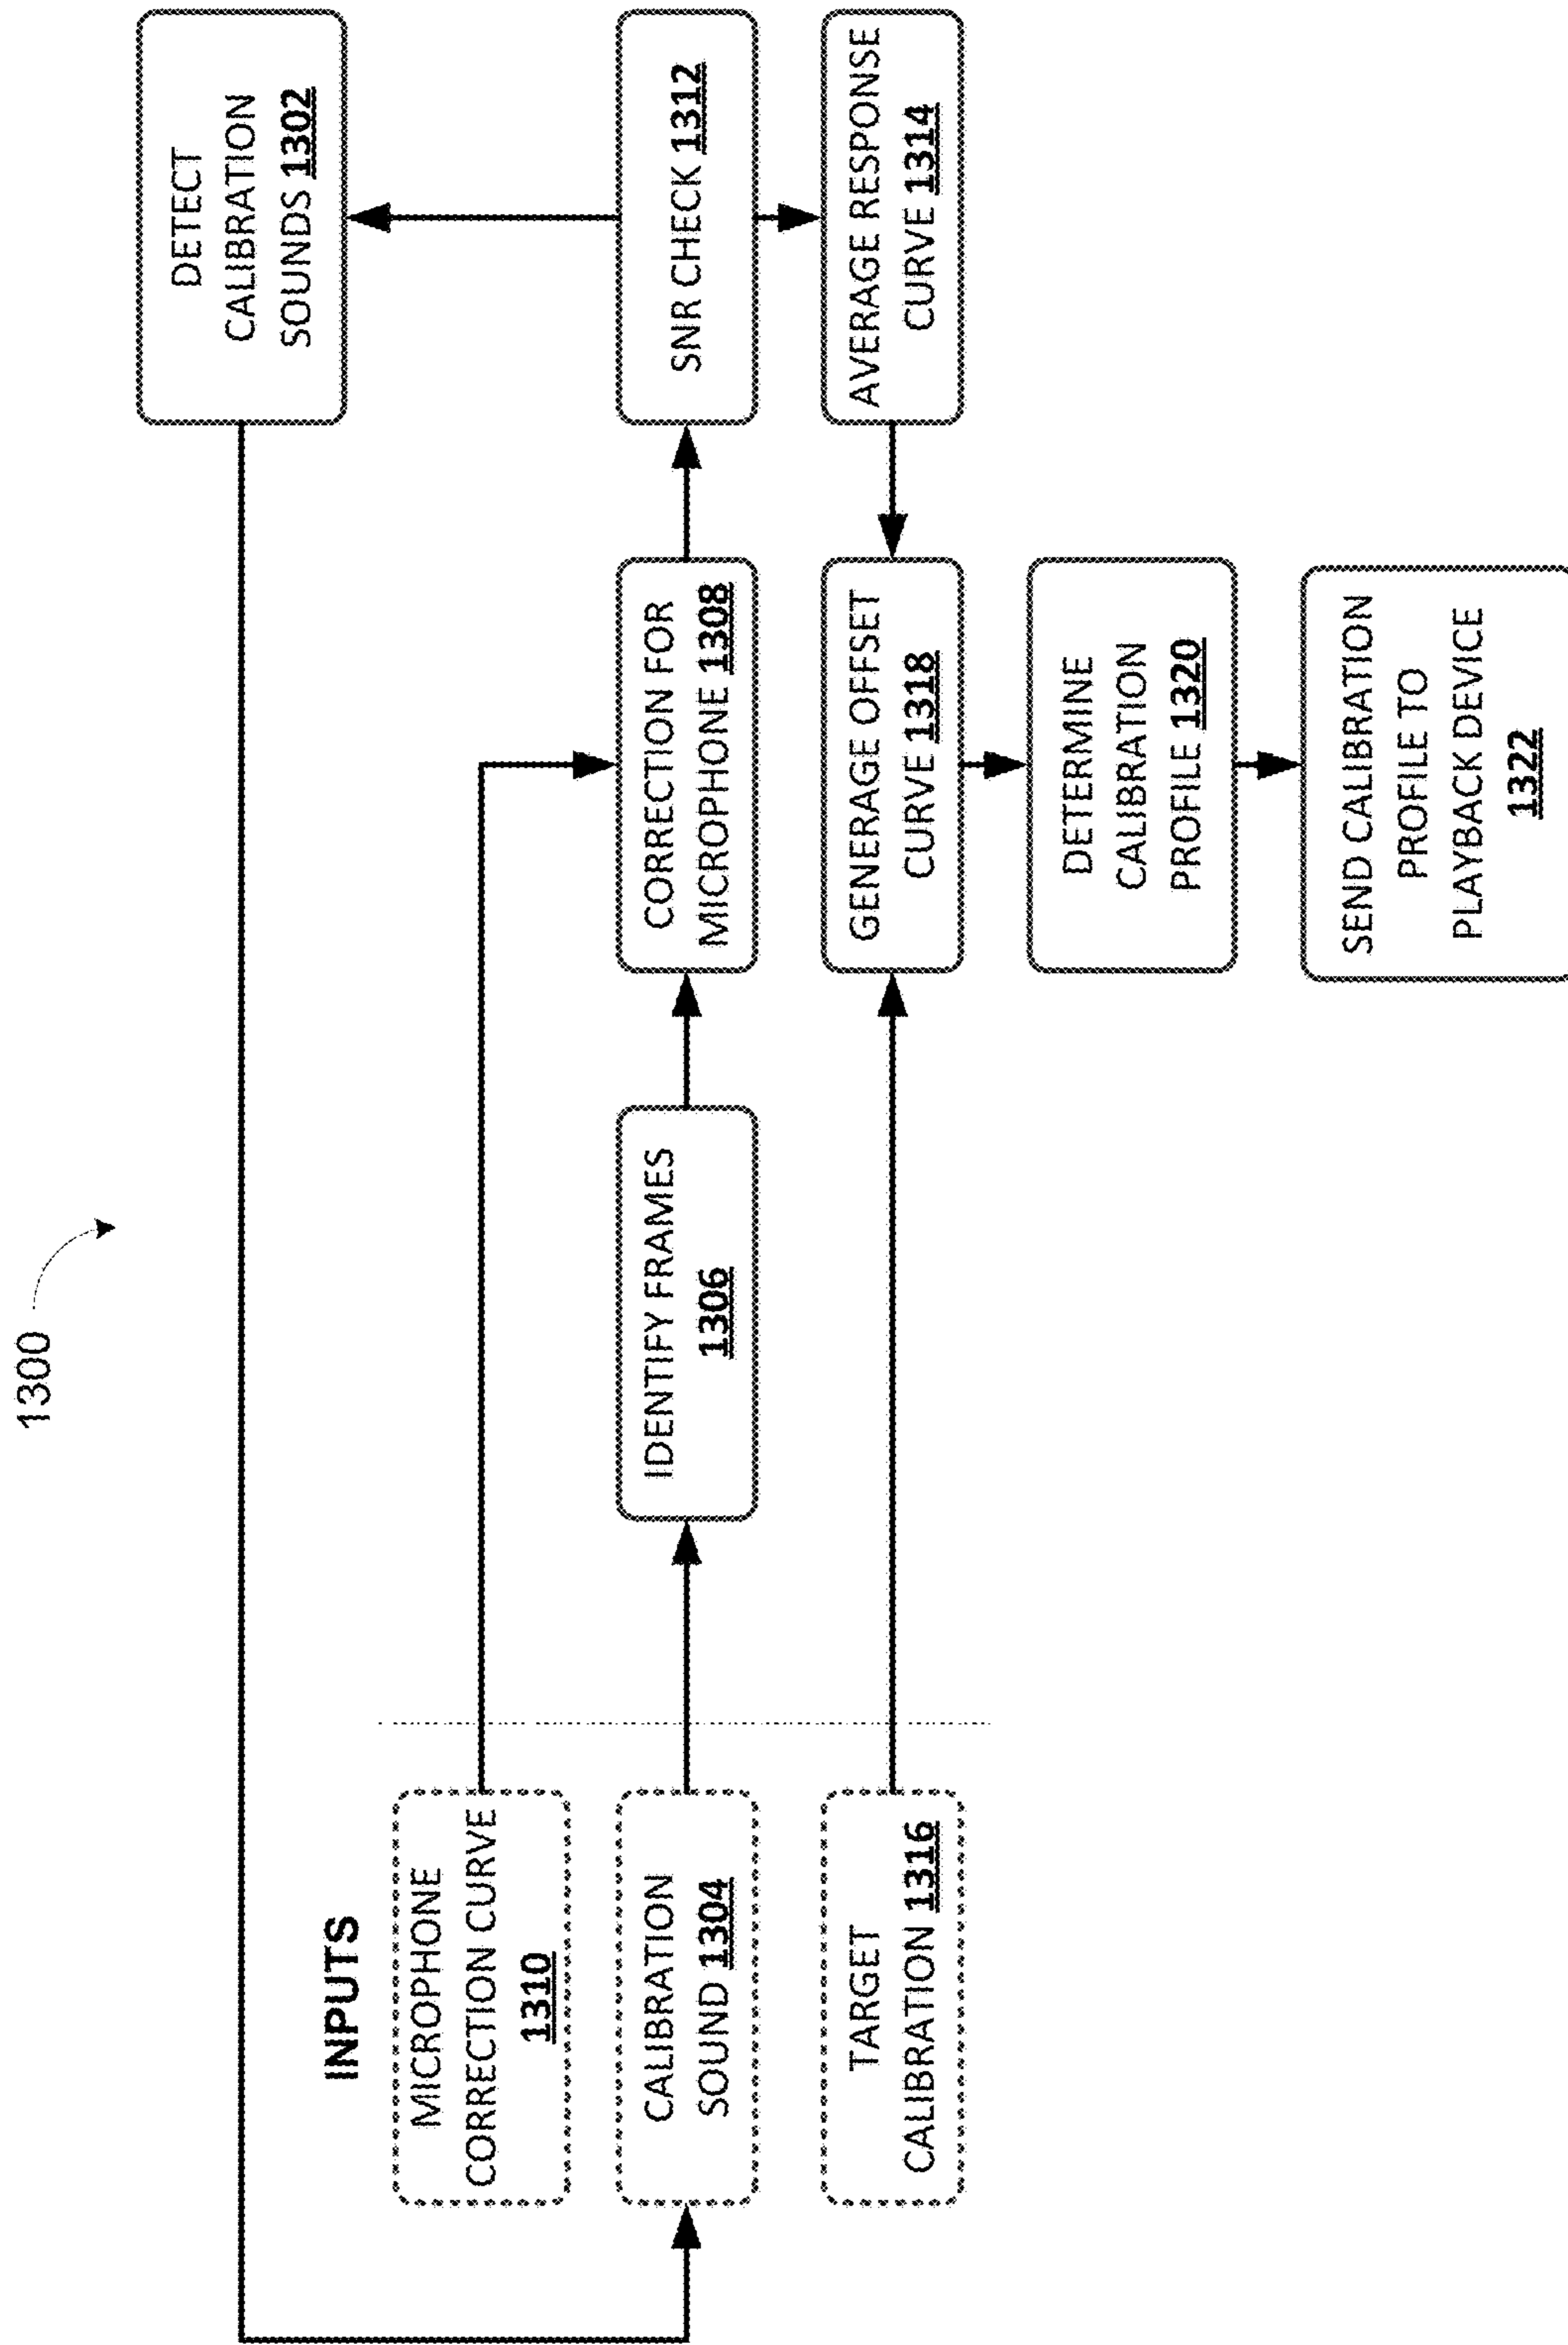 1300
DETECT
CALIBRATION
SOUNDS 1302
INPUTS
MICROPHONE
CORRECTION CURVE
1310
CALIBRATION
SOUND 1304
IDENTIFY FRAMES
1306
CORRECTION FOR
MICROPHONE 1308
SNR CHECK 1312
TARGET
CALIBRATION 1316
GENERAGE OFFSET
CURVE 1318
AVERAGE RESPONSE
CURVE 1314
DETERMINE
CALIBRATION
PROFILE 1320
SEND CALIBRATION
PROFILE TO
PLAYBACK DEVICE
1322